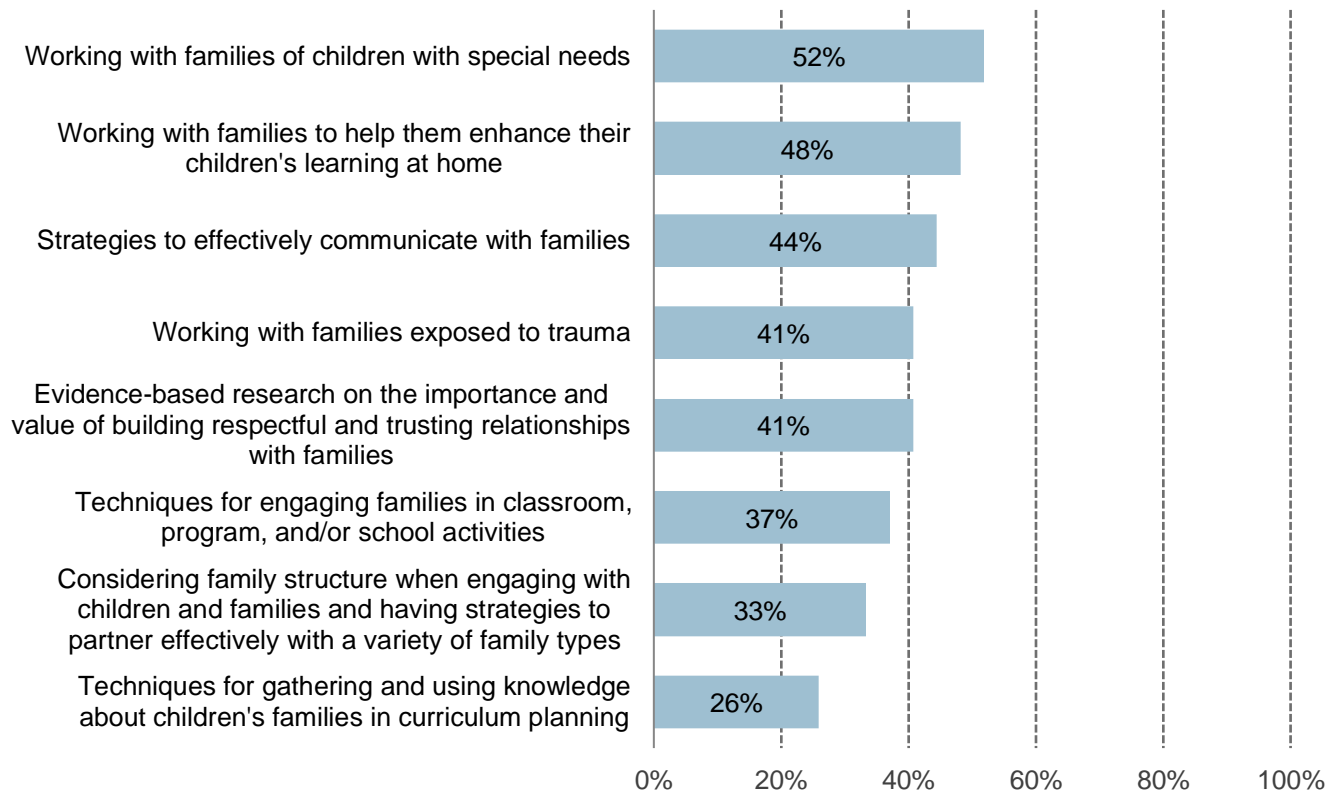 Working with families of children with special needs
52%
Working with families to help them enhance their
children's learning at home
48%
Strategies to effectively communicate with families
44%
Working with families exposed to trauma
41%
Evidence-based research on the importance and
value of building respectful and trusting relationships
with families
41%
Techniques for engaging families in classroom,
program, and/or school activities
37%
Considering family structure when engaging with
children and families and having strategies to
partner effectively with a variety of family types
33%
Techniques for gathering and using knowledge
about children's families in curriculum planning
26%
0% 20% 40% 60% 80% 100%